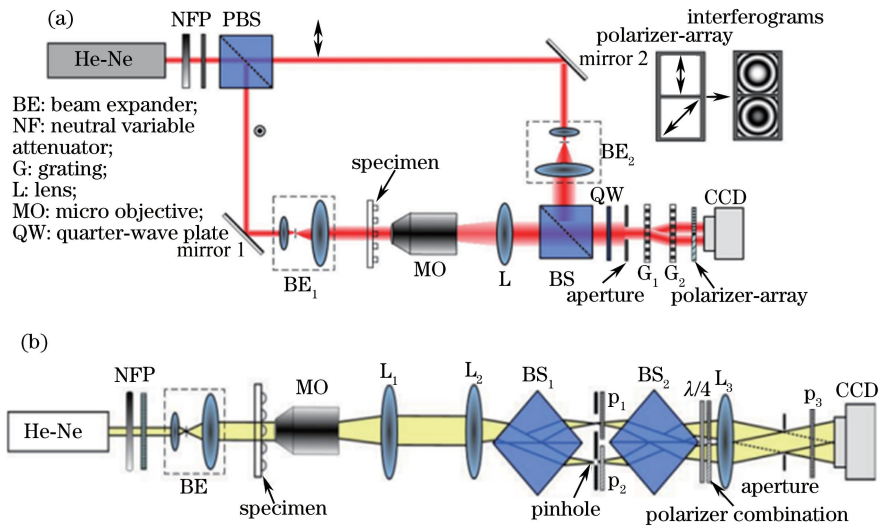 (a)
NFP PBS
He-Ne
mirror 2
interferograms
polarizer-array
BE: beam expander;
NF: neutral variable
attenuator;
G: grating;
L: lens;
MO: micro objective;
QW: quarter-wave plate
mirror 1
BE1
specimen
MO
L
BE2
QW
BS
aperture
G1 G2
CCD
polarizer-array
(b)
NFP
He-Ne
BE
specimen
MO
L1
L2
BS1
p1
p2
pinhole
BS2
λ/4
L3
polarizer combination
aperture
p3
CCD